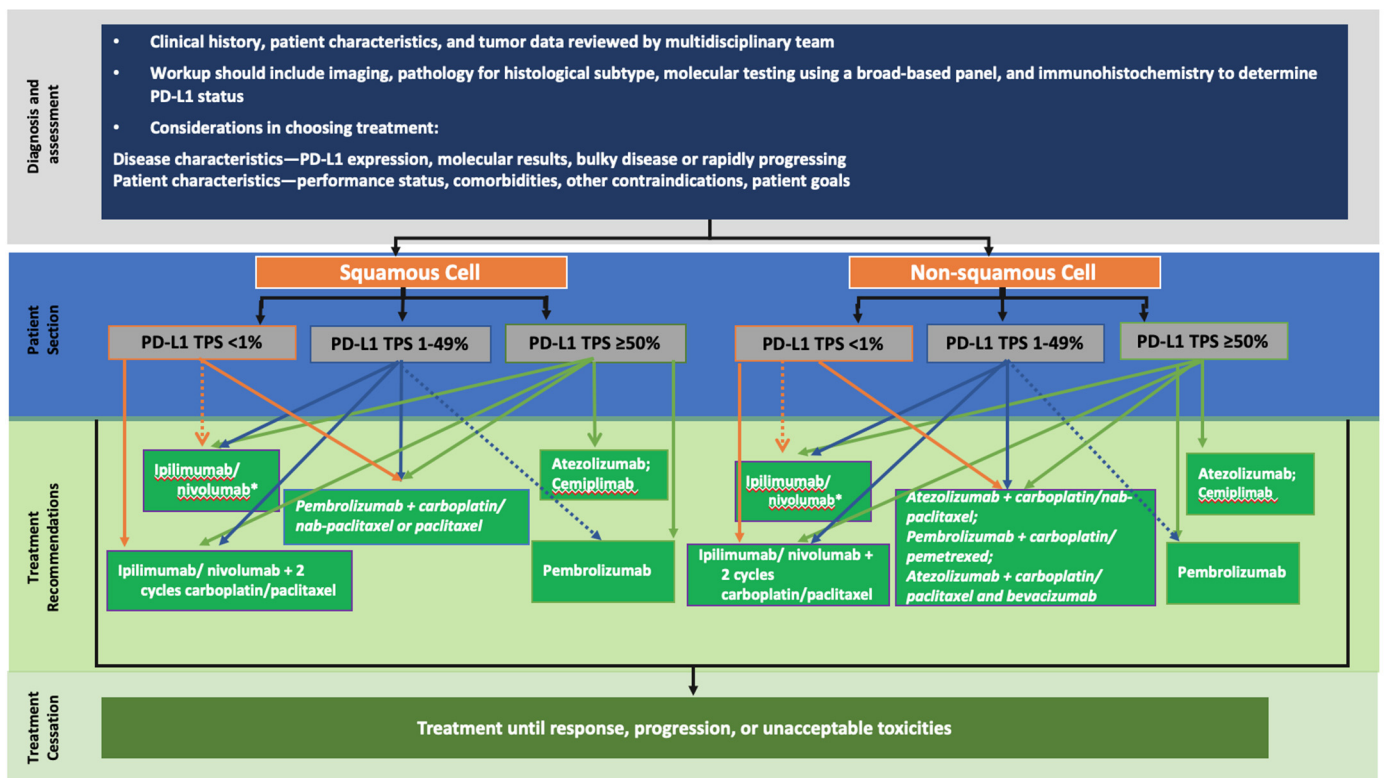 Diagnosis and
assessment
• Clinical history, patient characteristics, and tumor data reviewed by multidisciplinary team
• Workup should include imaging, pathology for histological subtype, molecular testing using a broad-based panel, and immunohistochemistry to determine
PD-L1 status
• Considerations in choosing treatment:
Disease characteristics—PD-L1 expression, molecular results, bulky disease or rapidly progressing
Patient characteristics—performance status, comorbidities, other contraindications, patient goals
Patient
Section
Squamous Cell
Non-squamous Cell
PD-L1 TPS <1%
PD-L1 TPS 1-49%
PD-L1 TPS ≥50%
PD-L1 TPS <1%
PD-L1 TPS 1-49%
PD-L1 TPS ≥50%
Treatment
Recommendations
Ipilimumab/
nivolumab*
Pembrolizumab + carboplatin/
nab-paclitaxel or paclitaxel
Atezolizumab;
Cemiplimab
Ipilimumab/ nivolumab + 2
cycles carboplatin/paclitaxel
Pembrolizumab
Ipilimumab/
nivolumab*
Atezolizumab + carboplatin/nab-
paclitaxel;
Pembrolizumab + carboplatin/
pemetrexed;
Atezolizumab + carboplatin/
paclitaxel and bevacizumab
Atezolizumab;
Cemiplimab
Ipilimumab/ nivolumab +
2 cycles
carboplatin/paclitaxel
Pembrolizumab
Treatment
Cessation
Treatment until response, progression, or unacceptable toxicities